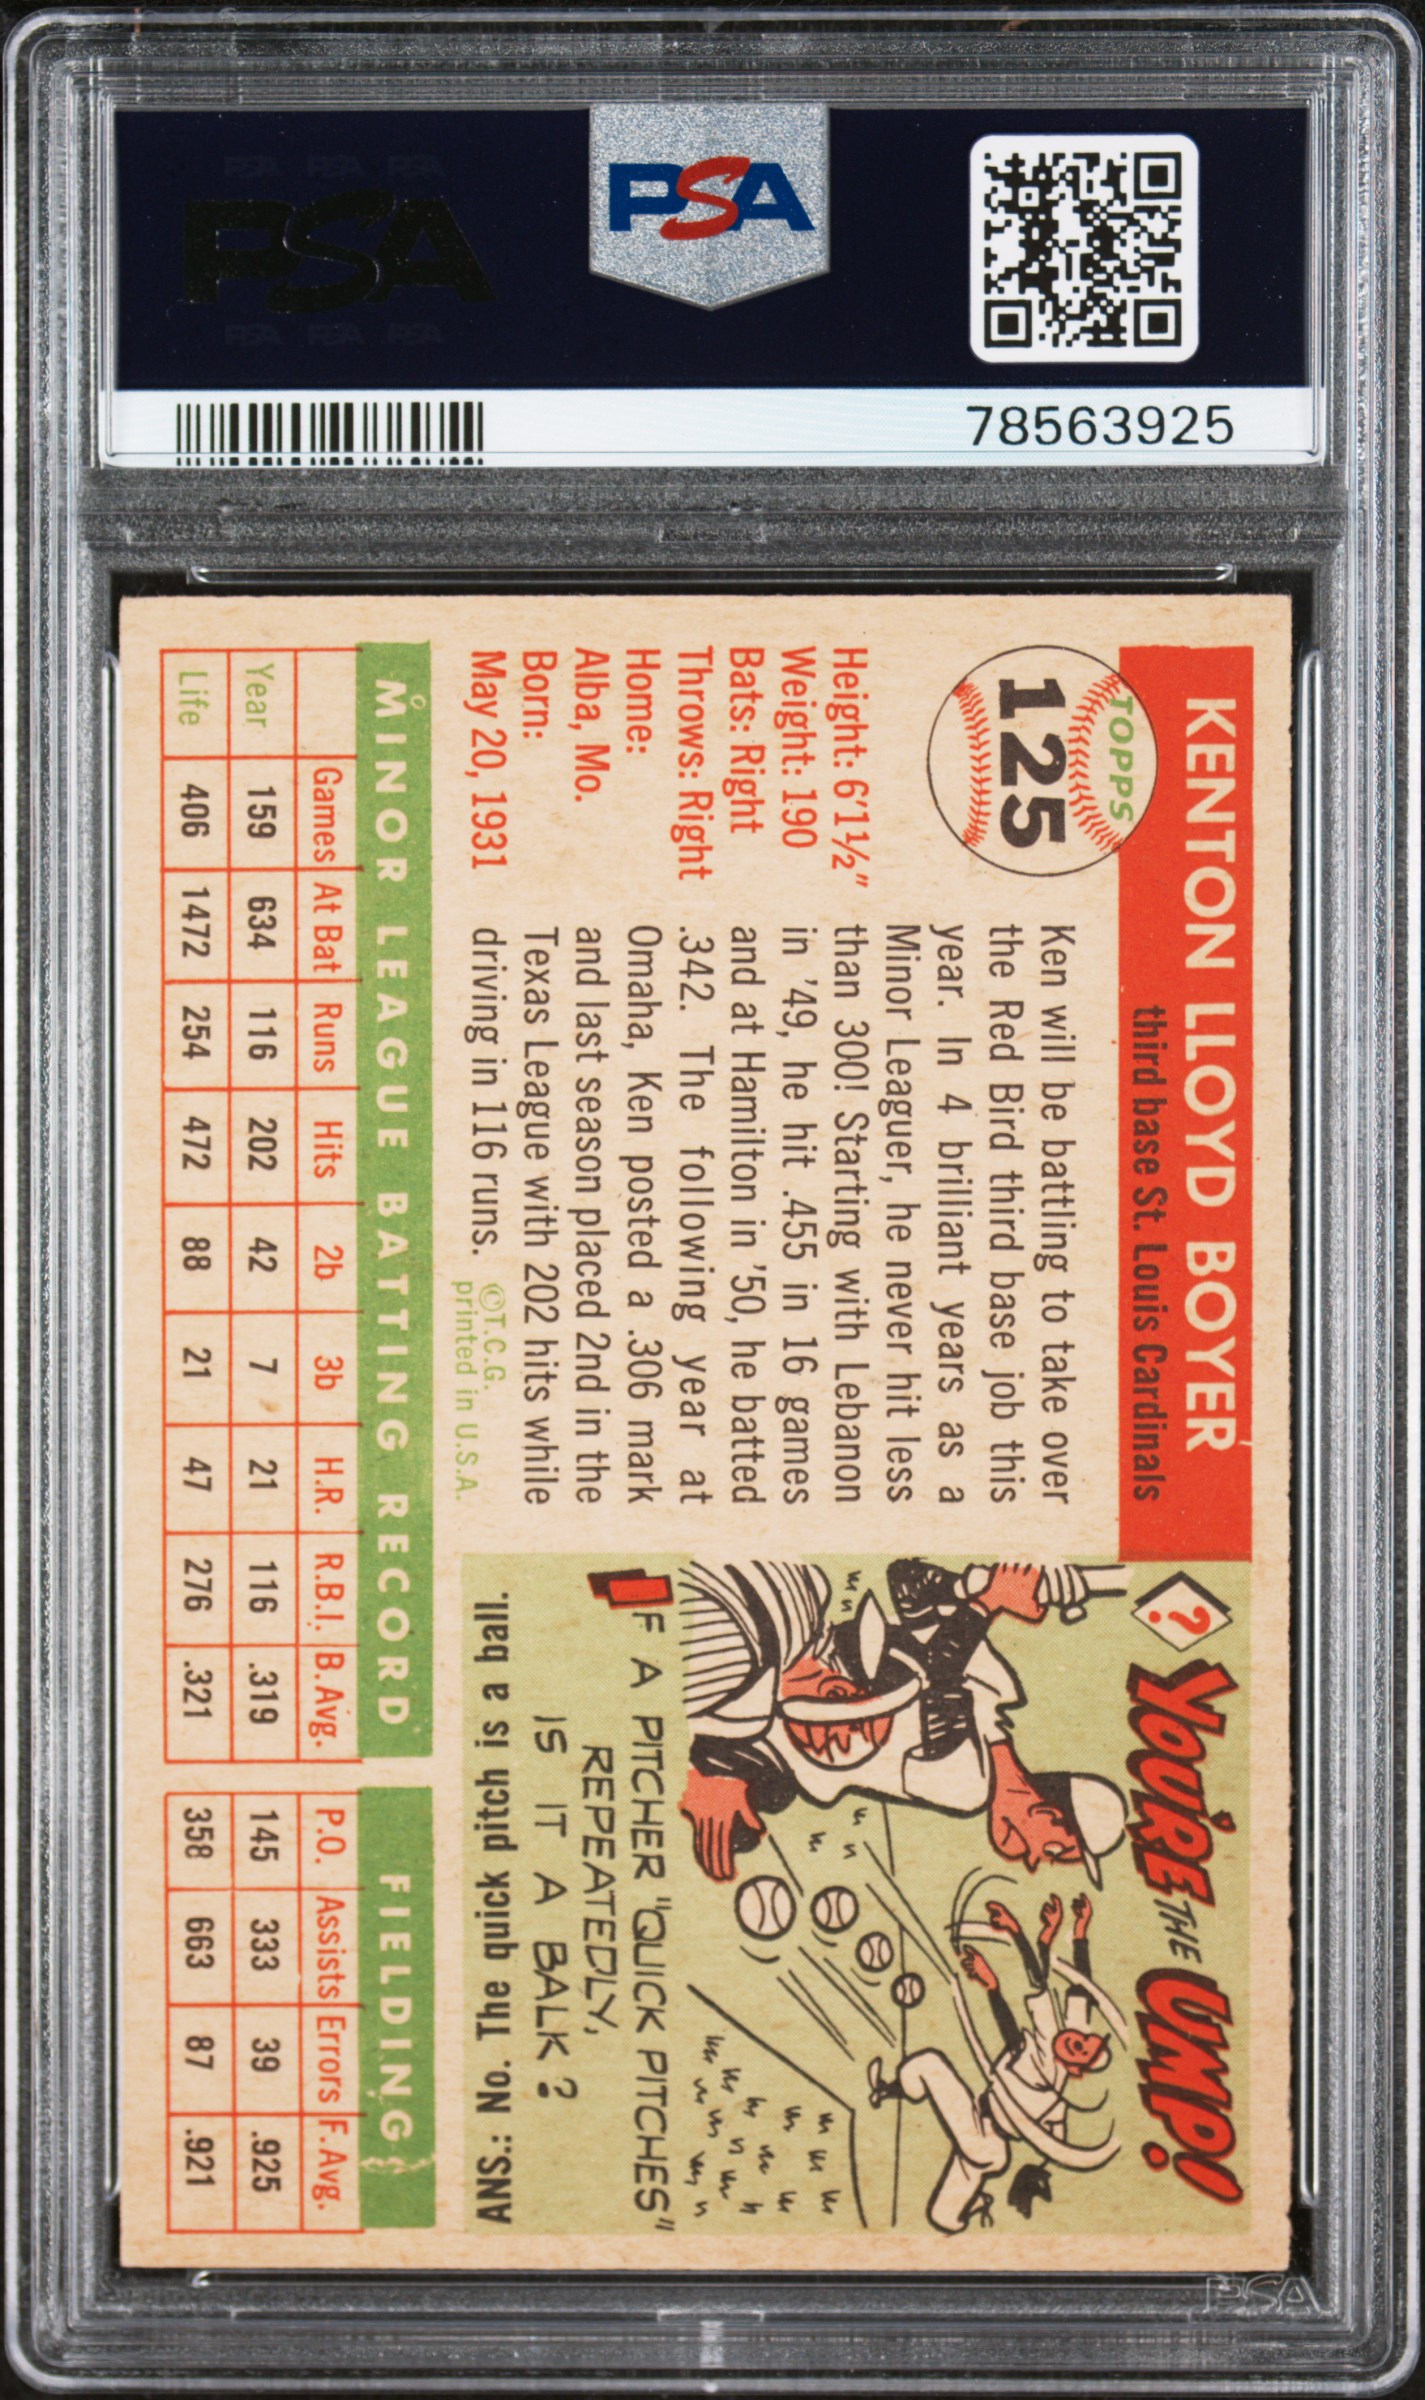 PSA PSA PSA
PSA
PSA PSA PSA
PSA
78563925
KENTON LLOYD BOYER
third base St. Louis Cardinals
TOPPS
125
Height: 6'1½"
Weight: 190
Bats: Right
Throws: Right
Home:
Alba, Mo.
Born:
May 20, 1931
Ken will be battling to take over
the Red Bird third base job this
year. In 4 brilliant years as a
Minor Leaguer, he never hit less
than 300! Starting with Lebanon
in '49, he hit .455 in 16 games
and at Hamilton in '50, he batted
.342. The following year at
Omaha, Ken posted a .306 mark
and last season placed 2nd in the
Texas League with 202 hits while
driving in 116 runs.
©T.C.G.
printed in U.S.A.
?
YOU'RE THE UMP!
IF A PITCHER "QUICK PITCHES"
REPEATEDLY,
IS IT A BALK?
ANS.: No. The quick pitch is a ball.
MINOR LEAGUE BATTING RECORD FIELDING
Games At Bat Runs Hits 2b 3b H.R. R.B.I. B. Avg. P.O. Assists Errors F. Avg.
Year 159 634 116 202 42 7 21 116 .319 145 333 39 .925
Life 406 1472 254 472 88 21 47 276 .321 358 663 87 .921
PSA